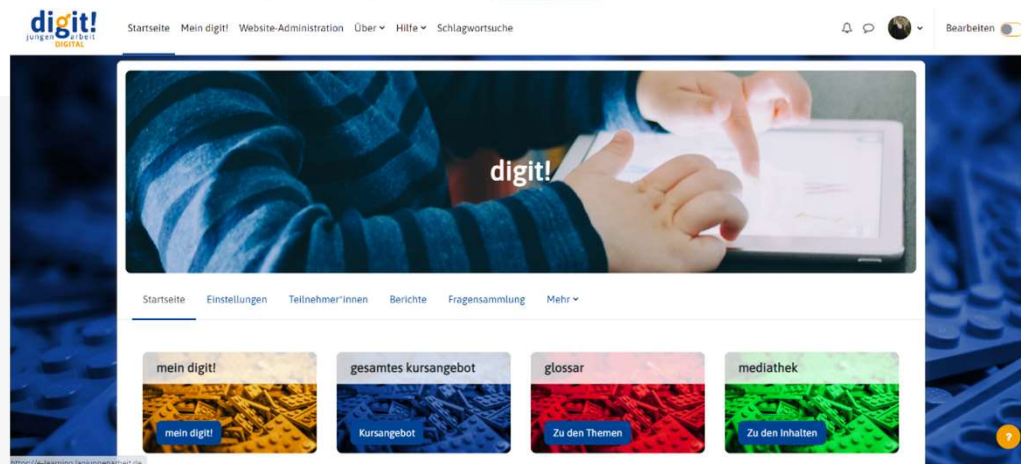 digit!
jungen arbeit
DIGITAL
Startseite Mein digit! Website-Administration Über Hilfe Schlagwortsuche
Bearbeiten
digit!
Startseite Einstellungen Teilnehmer*innen Berichte Fragensammlung Mehr
mein digit! gesamtes kursangebot glossar mediathek
mein digit! Kursangebot Zu den Themen Zu den Inhalten
?